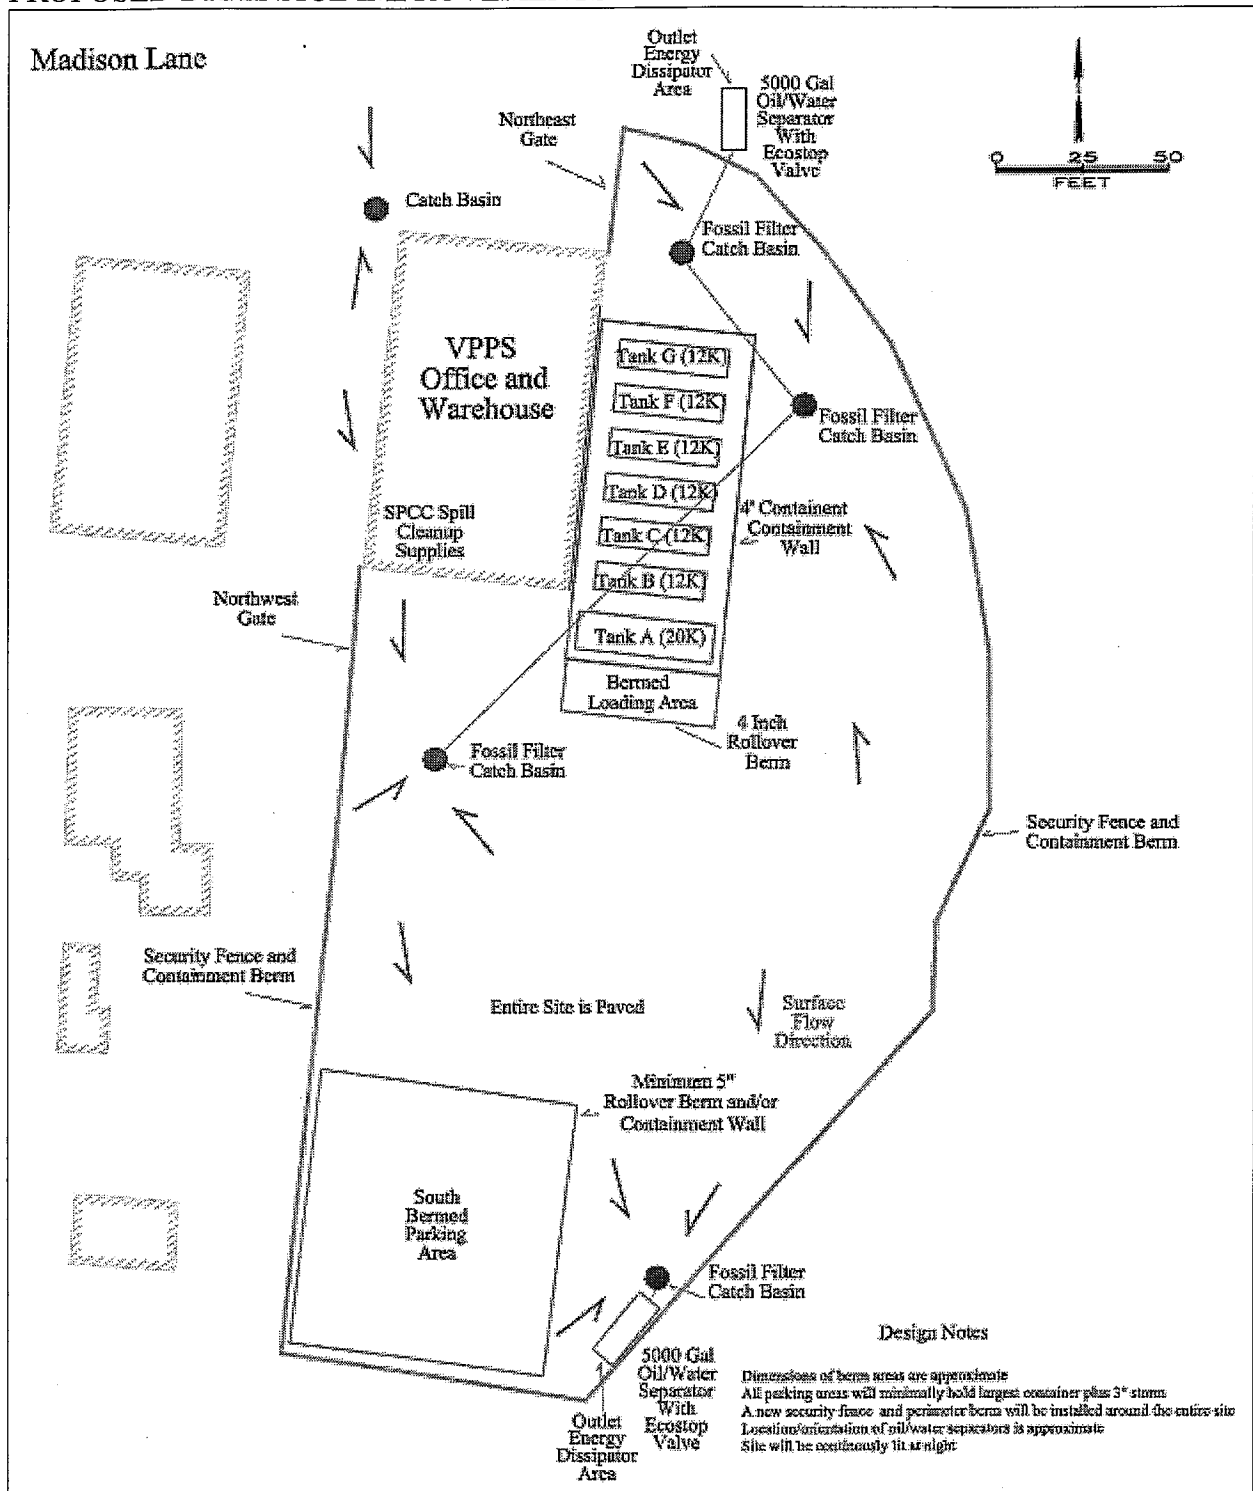 Madison Lane
Outlet
Energy
Dissipator
Area
5000 Gal
Oil/Water
Separator
With
Ecostop
Valve
0 25 50
FEET
Northeast
Gate
Catch Basin
Fossil Filter
Catch Basin
VPPS
Office and
Warehouse
Tank G (12K)
Tank F (12K)
Tank E (12K)
Tank D (12K)
Tank C (12K)
Tank B (12K)
Tank A (20K)
Fossil Filter
Catch Basin
SPCC Spill
Cleanup
Supplies
4" Containent
Containment
Wall
Northwest
Gate
Bermed
Loading Area
4 Inch
Rollover
Berm
Fossil Filter
Catch Basin
Security Fence and
Containment Berm
Security Fence and
Containment Berm
Entire Site is Paved
Surface
Flow
Direction
Minimum 5"
Rollover Berm and/or
Containment Wall
South
Bermed
Parking
Area
Fossil Filter
Catch Basin
5000 Gal
Oil/Water
Separator
With
Ecostop
Valve
Outlet
Energy
Dissipator
Area
Design Notes
Dimensions of berm areas are approximate
All parking areas will minimally hold largest container plus 3" storm
A new security fence and perimeter berm will be installed around the entire site
Location/orientation of oil/water separators is approximate
Site will be continously lit at night